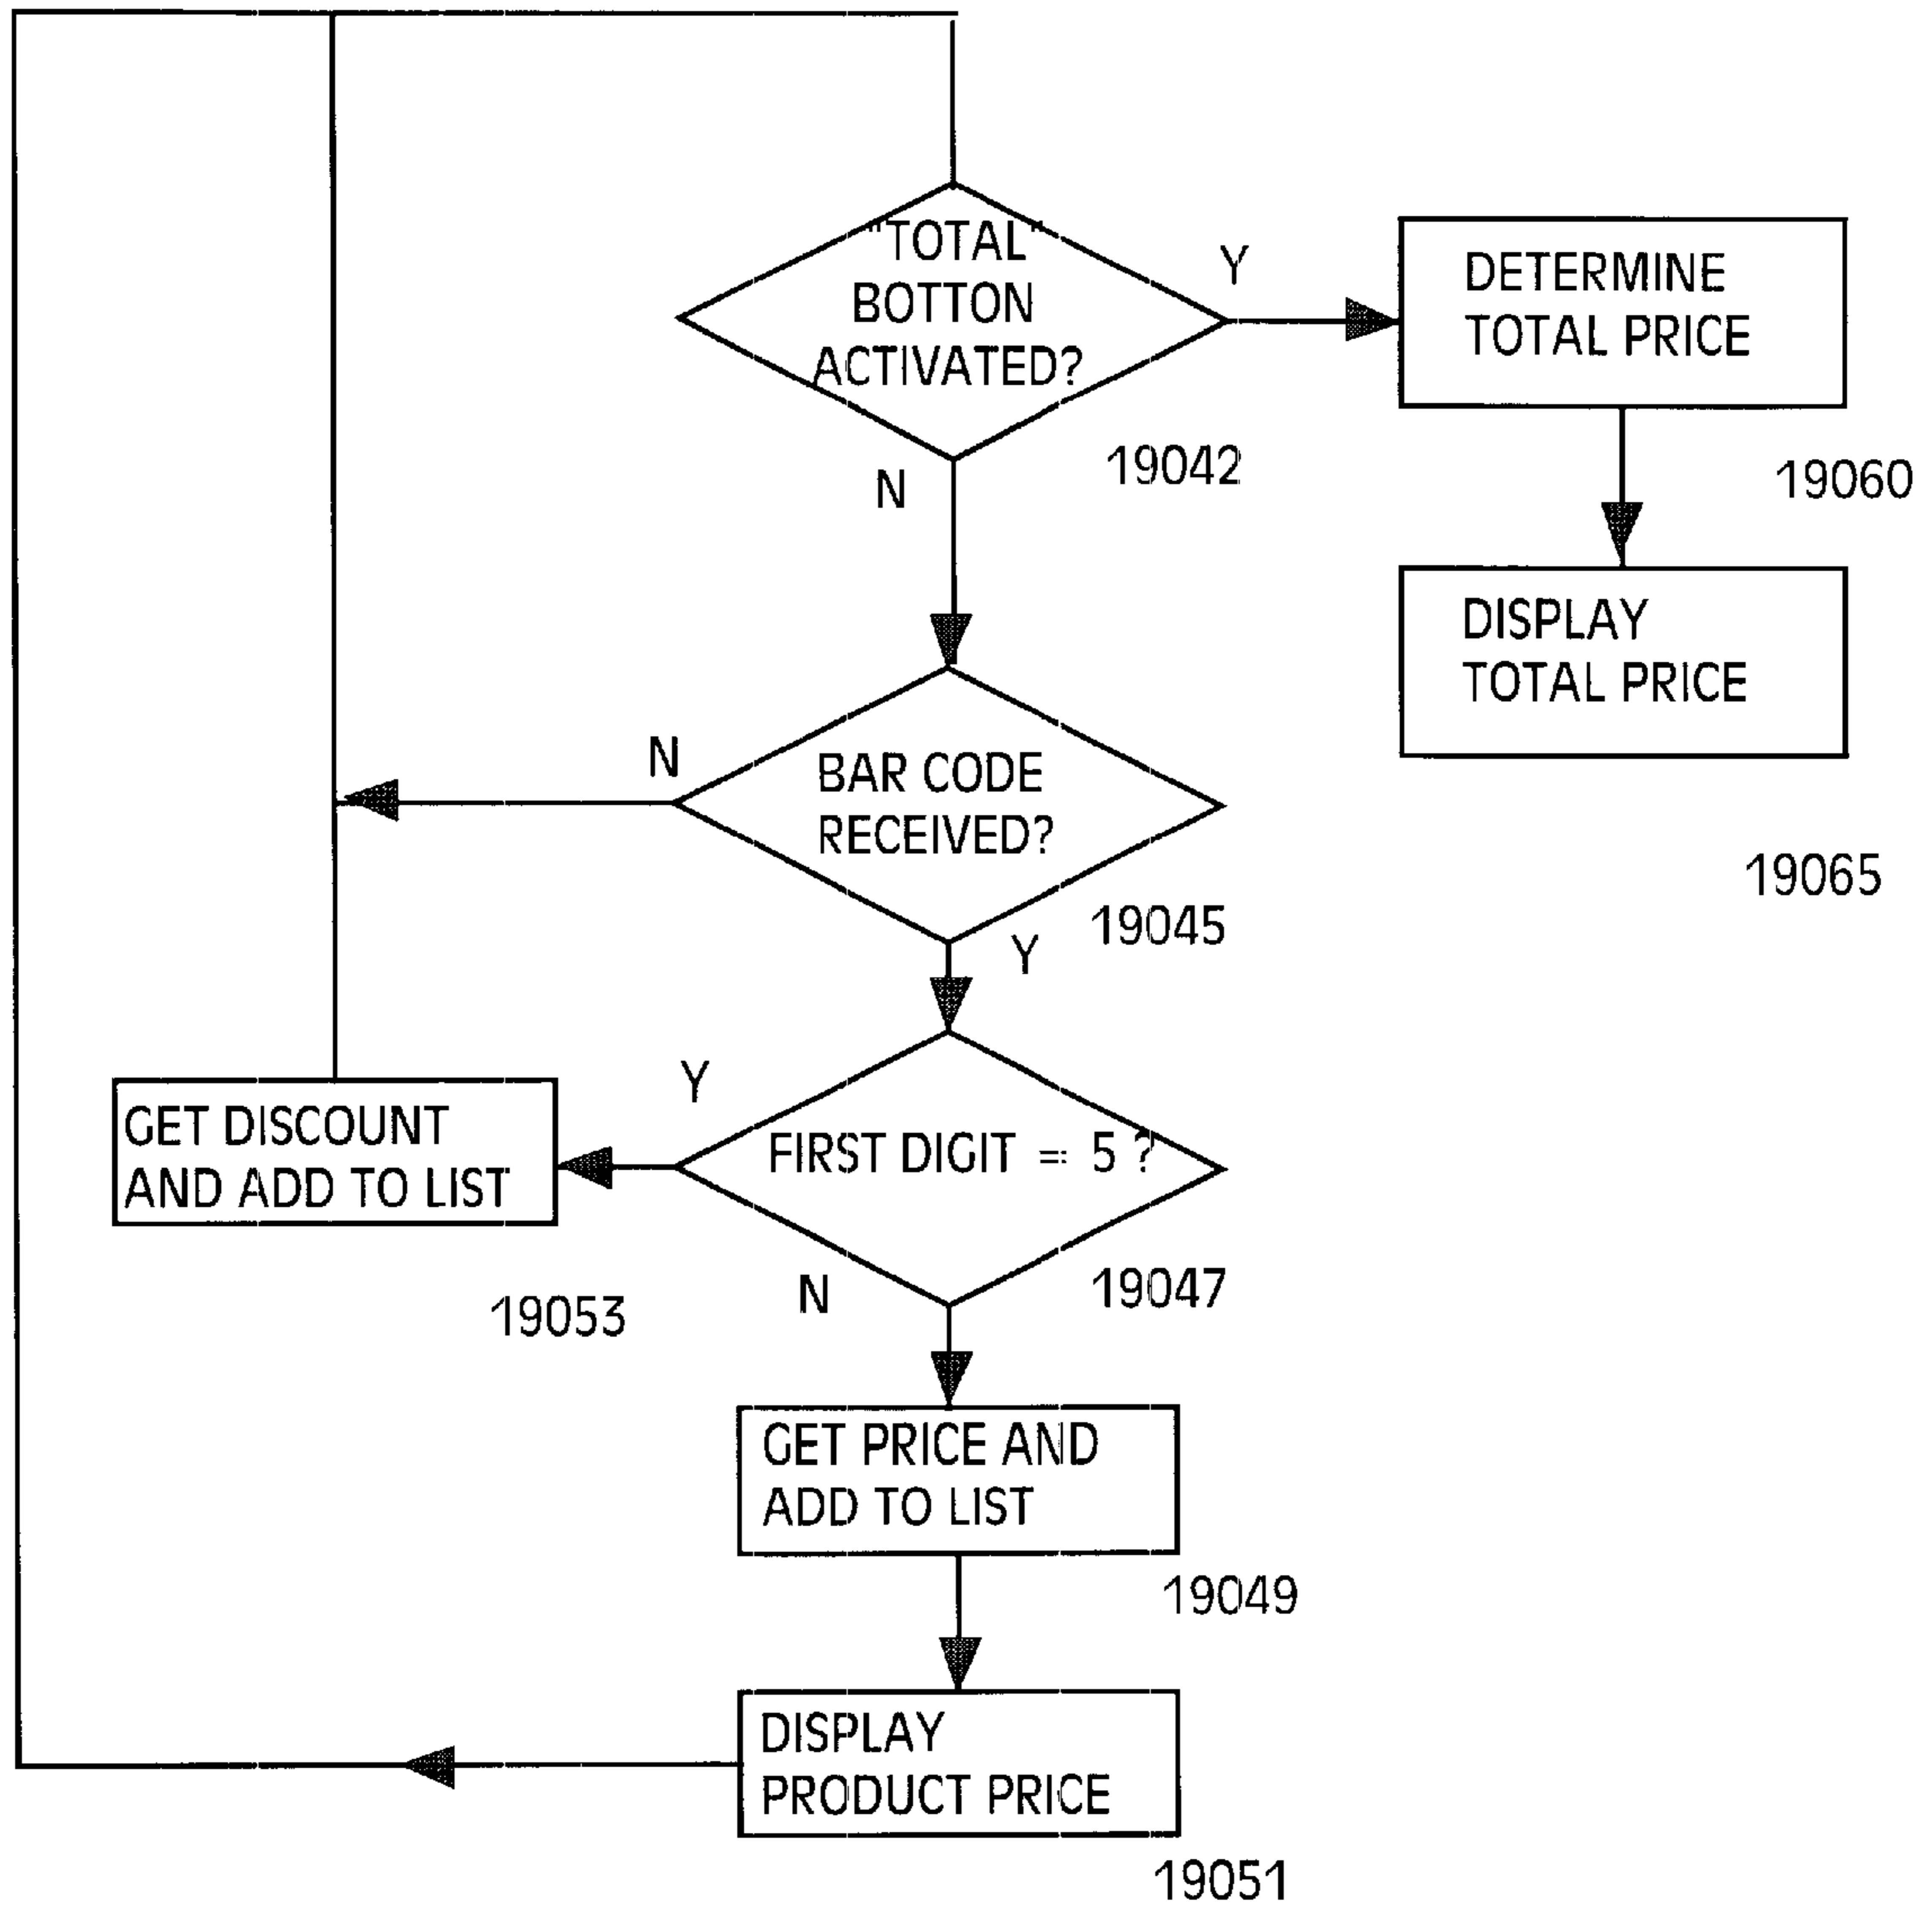 "TOTAL"
BOTTON
ACTIVATED?
Y
DETERMINE
TOTAL PRICE
19042
N
19060
DISPLAY
TOTAL PRICE
N
BAR CODE
RECEIVED?
19065
19045
Y
Y
GET DISCOUNT
AND ADD TO LIST
FIRST DIGIT = 5 ?
19047
N
19053
GET PRICE AND
ADD TO LIST
19049
DISPLAY
PRODUCT PRICE
19051